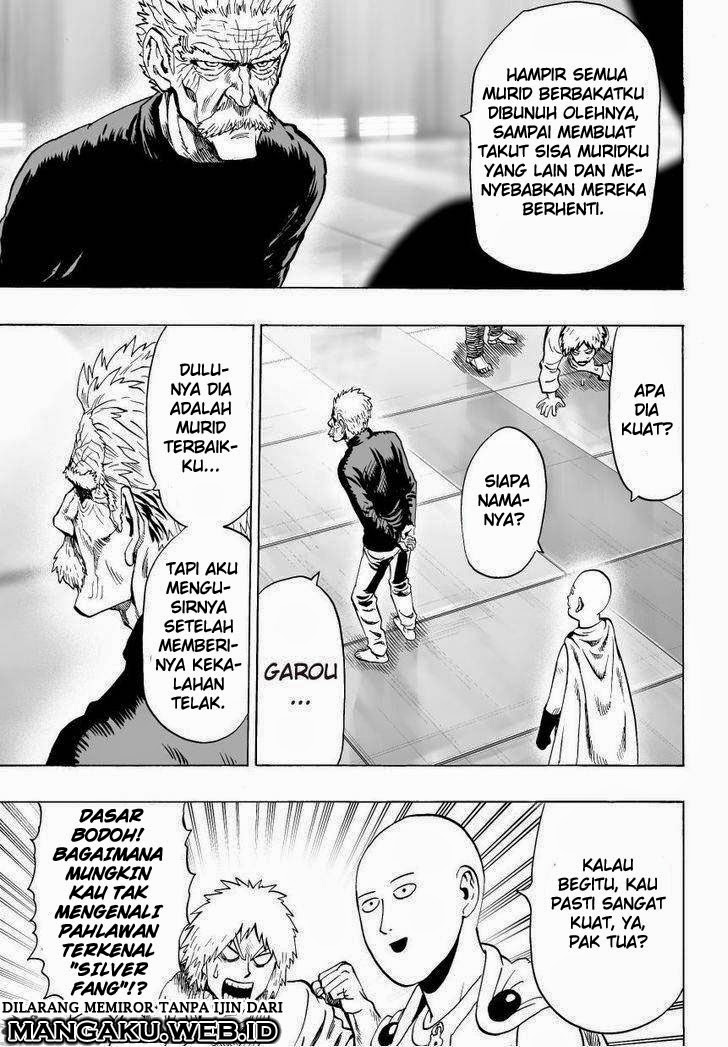 HAMPIR SEMUA
MURID BERBAKATKU
DIBUNUH OLEHNYA,
SAMPAI MEMBUAT
TAKUT SISA MURIDKU
YANG LAIN DAN ME-
NYEBABKAN MEREKA
BERHENTI.
APA
DIA
KUAT?
SIAPA
NAMA-
NYA?
GAROU
...
DULU-
NYA DIA
ADALAH
MURID
TERBAIK-
KU...
TAPI AKU
MENGU-
SIRNYA
SETELAH
MEMBERI-
NYA KEKA-
LAHAN
TELAK.
KALAU
BEGITU, KAU
PASTI SANGAT
KUAT, YA,
PAK TUA?
DASAR
BODOH!
BAGAIMANA
MUNGKIN
KAU TAK
MENGENALI
PAHLAWAN
TERKENAL
"SILVER
FANG"!?
DILARANG MEMIROR TANPA IJIN DARI
MANGAKU.WEB.ID